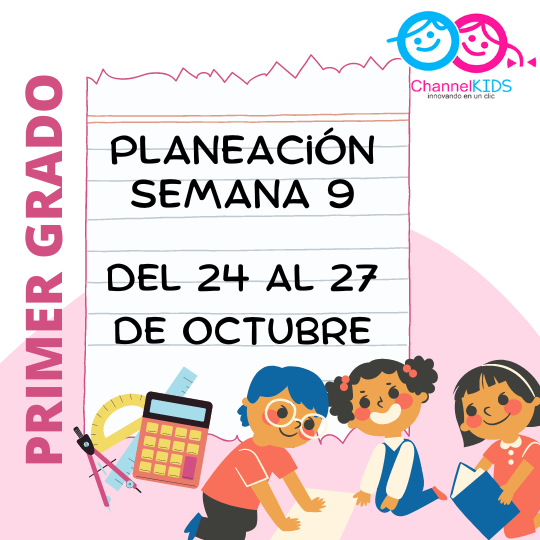 ChannelKIDS
innovando en un clic
PRIMER GRADO
PLANEACIÓN
SEMANA 9
DEL 24 AL 27
DE OCTUBRE